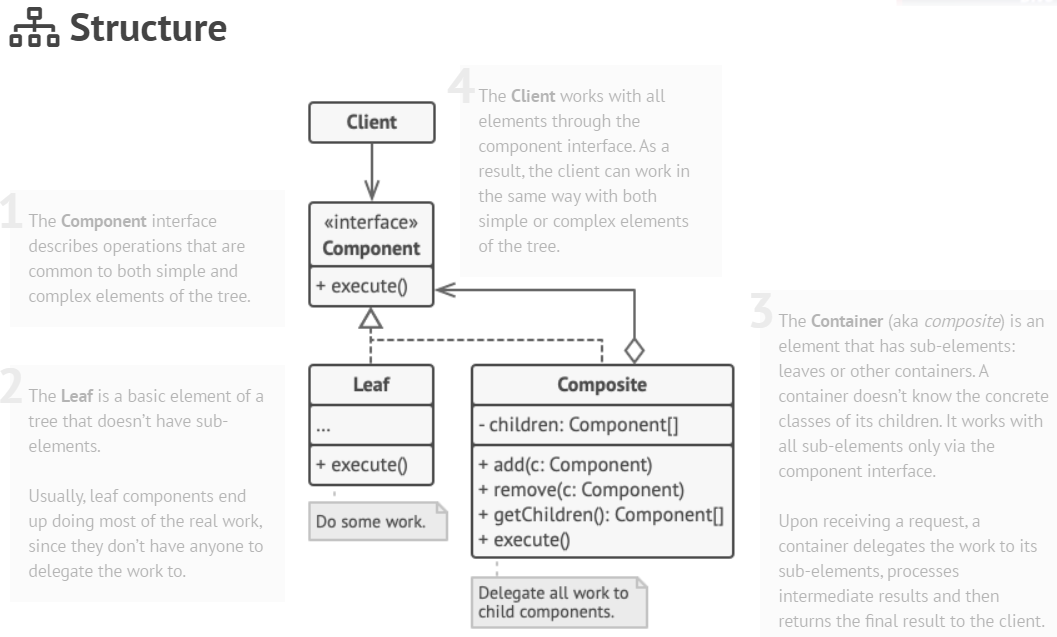 Structure
4
The Client works with all
elements through the
component interface. As a
result, the client can work in
the same way with both
simple or complex elements
of the tree.
Client
1
The Component interface
describes operations that are
common to both simple and
complex elements of the tree.
«interface»
Component
+ execute()
2
The Leaf is a basic element of a
tree that doesn't have sub-
elements.
Usually, leaf components end
up doing most of the real work,
since they don't have anyone to
delegate the work to.
Leaf
...
+ execute()
Do some work.
Composite
- children: Component[]
+ add(c: Component)
+ remove(c: Component)
+ getChildren(): Component[]
+ execute()
Delegate all work to
child components.
3
The Container (aka composite) is an
element that has sub-elements:
leaves or other containers. A
container doesn't know the concrete
classes of its children. It works with
all sub-elements only via the
component interface.
Upon receiving a request, a
container delegates the work to its
sub-elements, processes
intermediate results and then
returns the final result to the client.